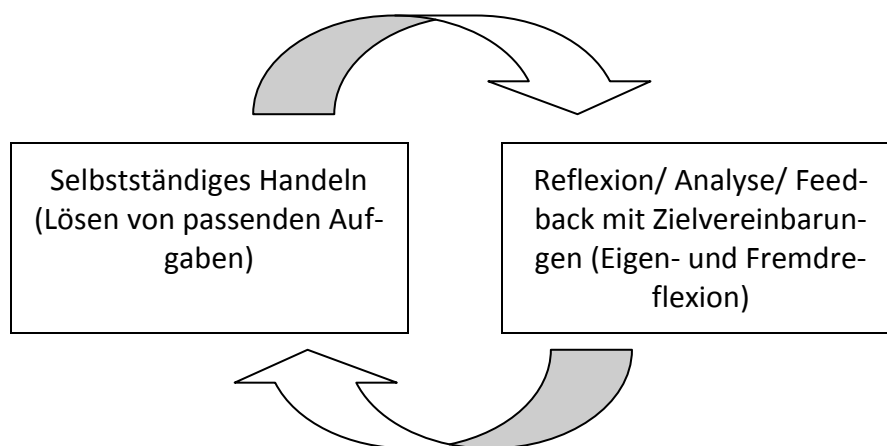 Selbstständiges Handeln
(Lösen von passenden Auf-
gaben)
Reflexion/ Analyse/ Feed-
back mit Zielvereinbarun-
gen (Eigen- und Fremdre-
flexion)